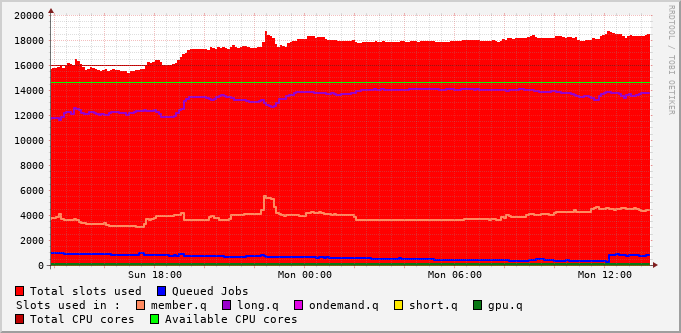 RRDTOOL / TOBI OETIKER
20000
18000
16000
14000
12000
10000
8000
6000
4000
2000
0
Sun 18:00 Mon 00:00 Mon 06:00 Mon 12:00
Total slots used Queued Jobs
Slots used in : member.q long.q ondemand.q short.q gpu.q
Total CPU cores Available CPU cores